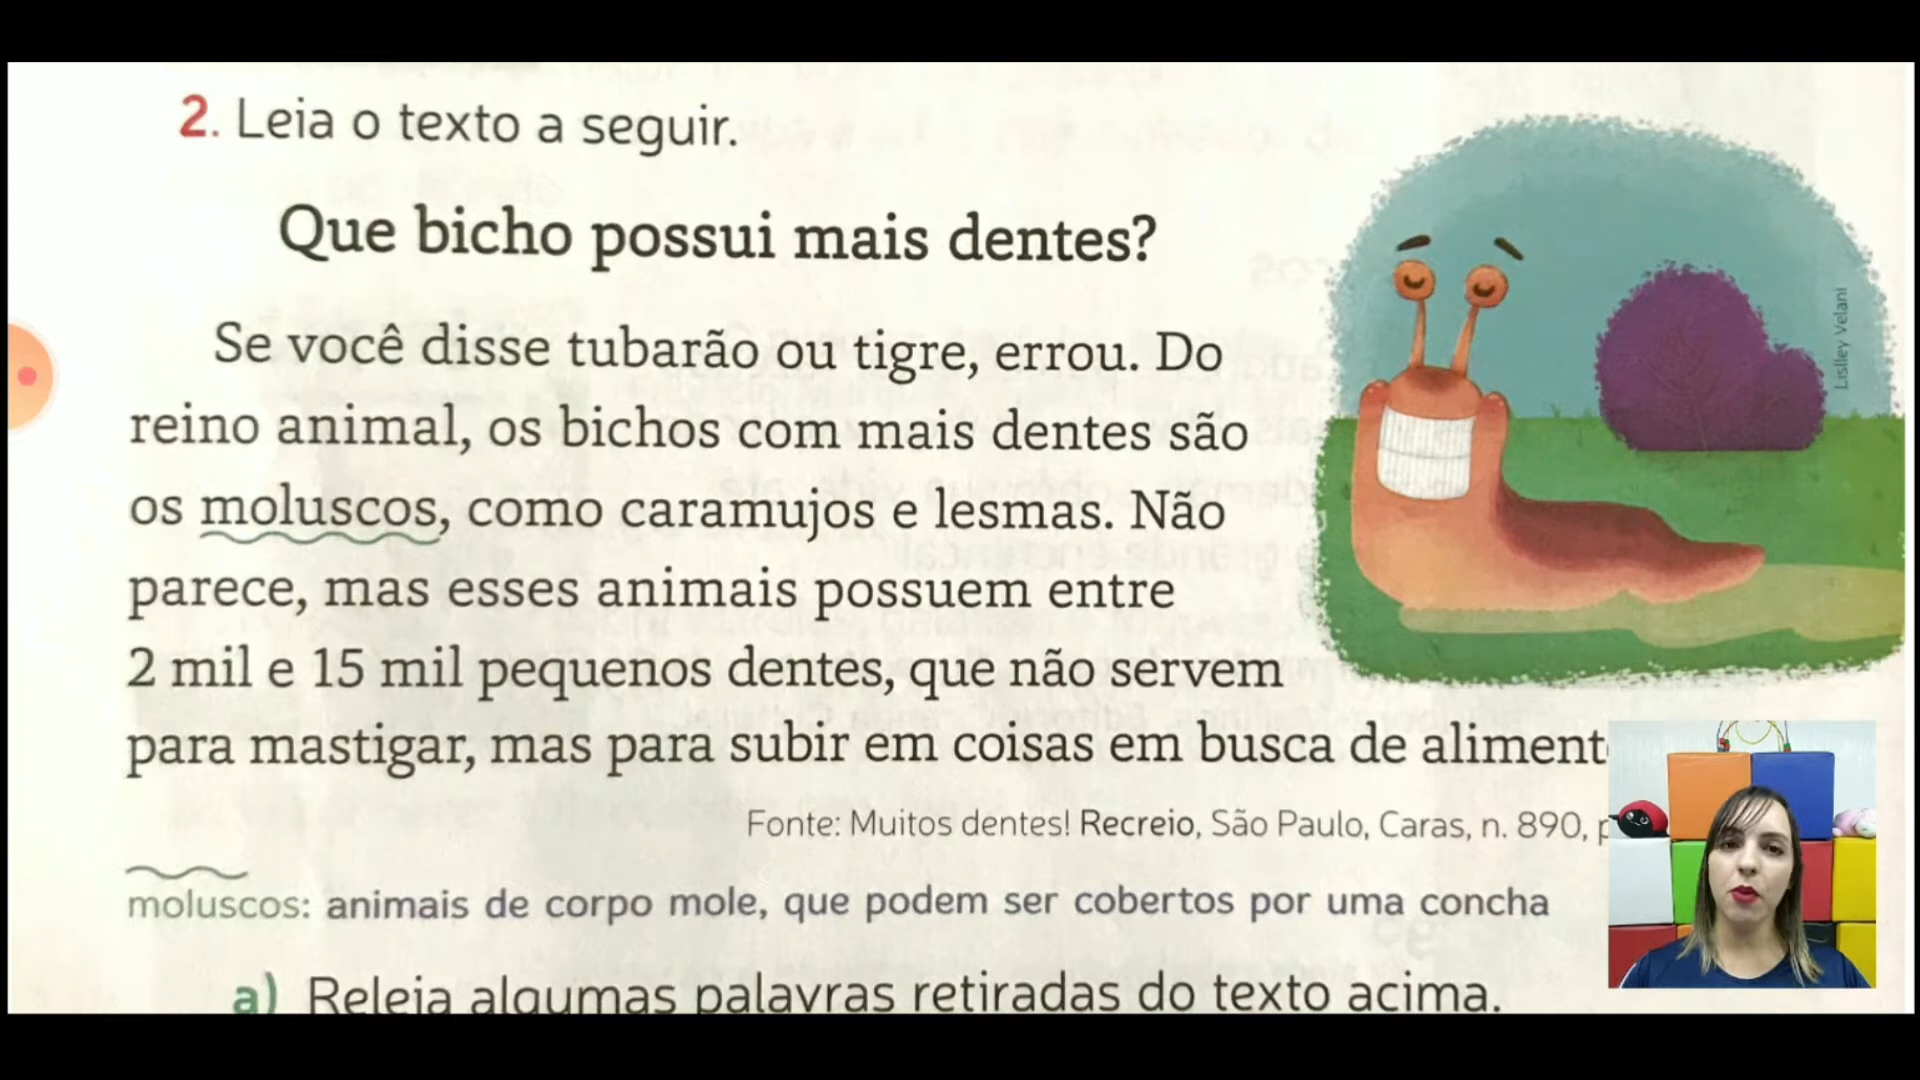 2. Leia o texto a seguir.
Que bicho possui mais dentes?
Se você disse tubarão ou tigre, errou. Do
reino animal, os bichos com mais dentes são
os moluscos, como caramujos e lesmas. Não
parece, mas esses animais possuem entre
2 mil e 15 mil pequenos dentes, que não servem
para mastigar, mas para subir em coisas em busca de
Fonte: Muitos dentes! Recreio, São Paulo, Caras, n. 890,
moluscos: animais de corpo mole, que podem ser cobertos por uma concha
a) Releia algumas palavras retiradas do texto acima.
Lislley Velani